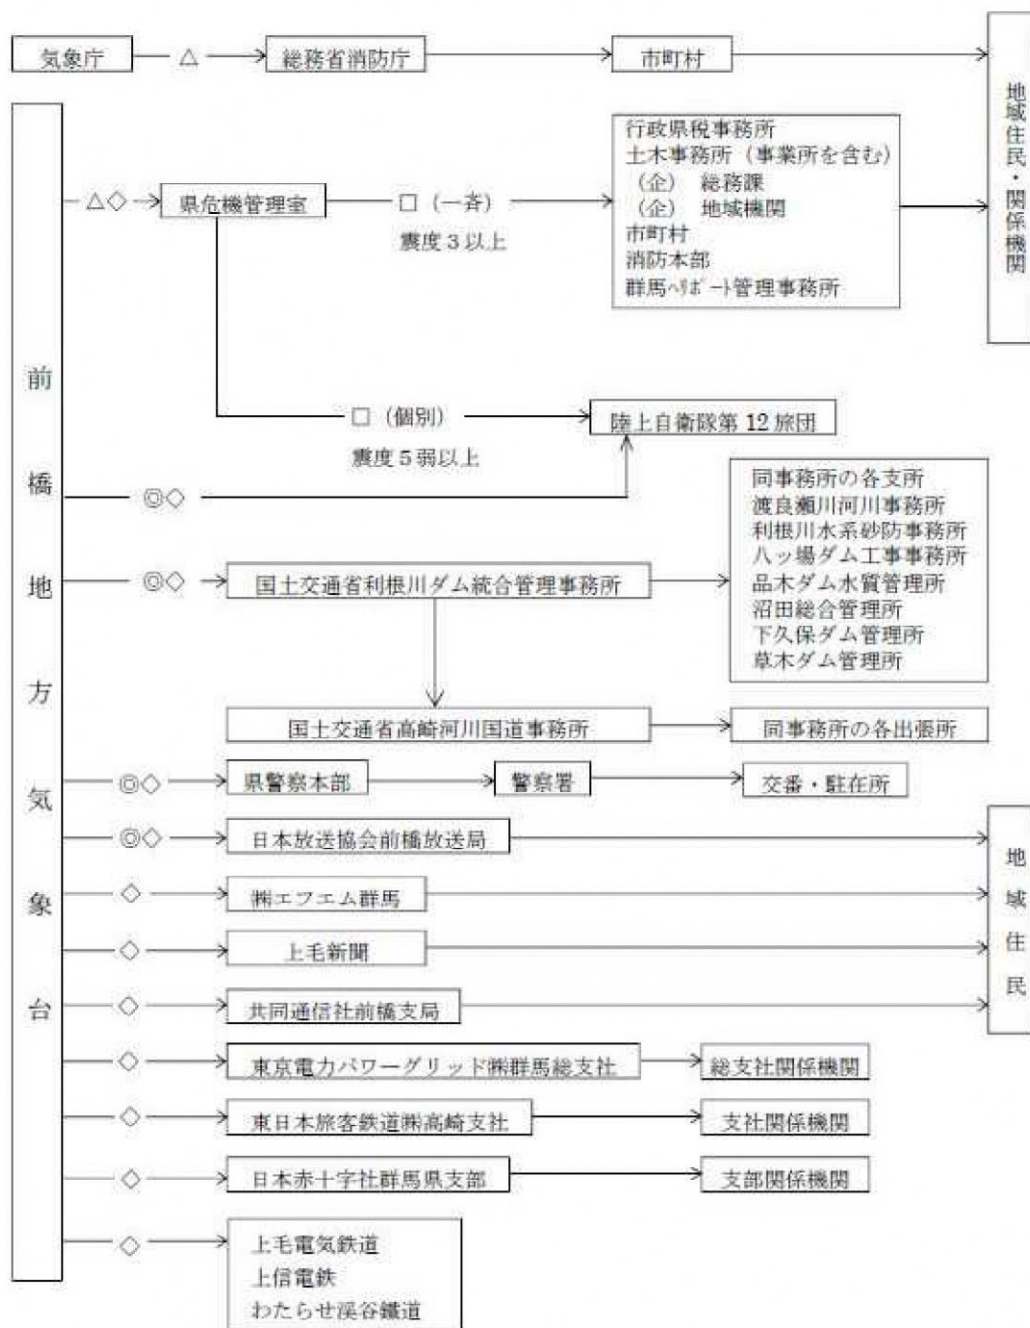 気象庁 △ 総務省消防庁 市町村
地域住民・関係機関
前橋地方気象台
△◇ 県危機管理室 □（一斉）
震度３以上
行政県税事務所
土木事務所（事業所を含む）
（企）　総務課
（企）　地域機関
市町村
消防本部
群馬ﾍﾘﾎﾟｰﾄ管理事務所
□（個別） 陸上自衛隊第 12 旅団
震度５弱以上
◎◇
◎◇ 国土交通省利根川ダム統合管理事務所
同事務所の各支所
渡良瀬川河川事務所
利根川水系砂防事務所
八ッ場ダム工事事務所
品木ダム水質管理所
沼田総合管理所
下久保ダム管理所
草木ダム管理所
国土交通省高崎河川国道事務所 同事務所の各出張所
◎◇ 県警察本部 警察署 交番・駐在所
◎◇ 日本放送協会前橋放送局
地域住民
◇ ㈱エフエム群馬
◇ 上毛新聞
◇ 共同通信社前橋支局
◇ 東京電力パワーグリッド㈱群馬総支社 総支社関係機関
◇ 東日本旅客鉄道㈱高崎支社 支社関係機関
◇ 日本赤十字社群馬県支部 支部関係機関
◇ 上毛電気鉄道
上信電鉄
わたらせ渓谷鐵道